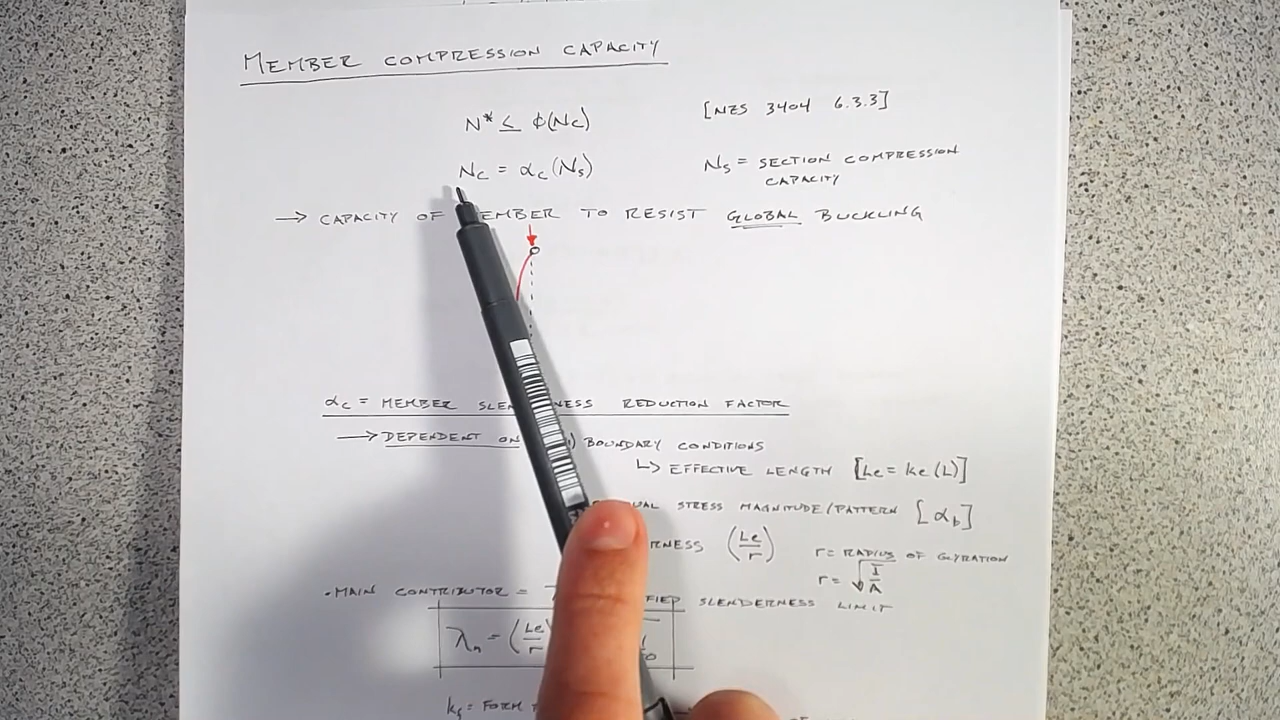 MEMBER COMPRESSION CAPACITY
N* ≤ ϕ(Nc) [NZS 3404 6.3.3]
Nc = αc(Ns) Ns = SECTION COMPRESSION CAPACITY
→ CAPACITY OF MEMBER TO RESIST GLOBAL BUCKLING
αc = MEMBER REDUCTION FACTOR
→ DEPENDENT ON BOUNDARY CONDITIONS
↳ EFFECTIVE LENGTH [Le = ke(L)]
STRESS MAGNITUDE/PATTERN [αb]
(Le/r) r = RADIUS OF GYRATION
r = √I/A
•MAIN CONTRIBUTOR = SLENDERNESS LIMIT
λn = (Le/r)
kf = FORM